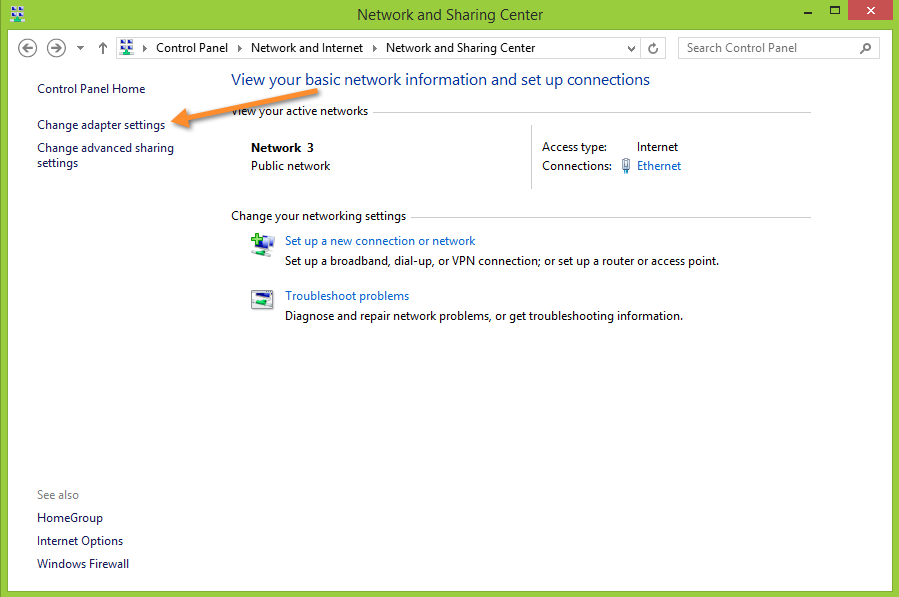 Network and Sharing Center
Control Panel Network and Internet Network and Sharing Center
Search Control Panel
Control Panel Home
Change adapter settings
Change advanced sharing
settings
View your basic network information and set up connections
View your active networks
Network 3
Public network
Access type: Internet
Connections: Ethernet
Change your networking settings
Set up a new connection or network
Set up a broadband, dial-up, or VPN connection; or set up a router or access point.
Troubleshoot problems
Diagnose and repair network problems, or get troubleshooting information.
See also
HomeGroup
Internet Options
Windows Firewall